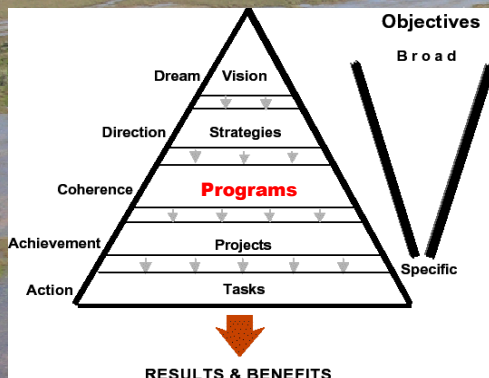 Objectives
Broad
Dream Vision
Direction Strategies
Coherence Programs
Achievement Projects
Specific
Action Tasks
RESULTS & BENEFITS